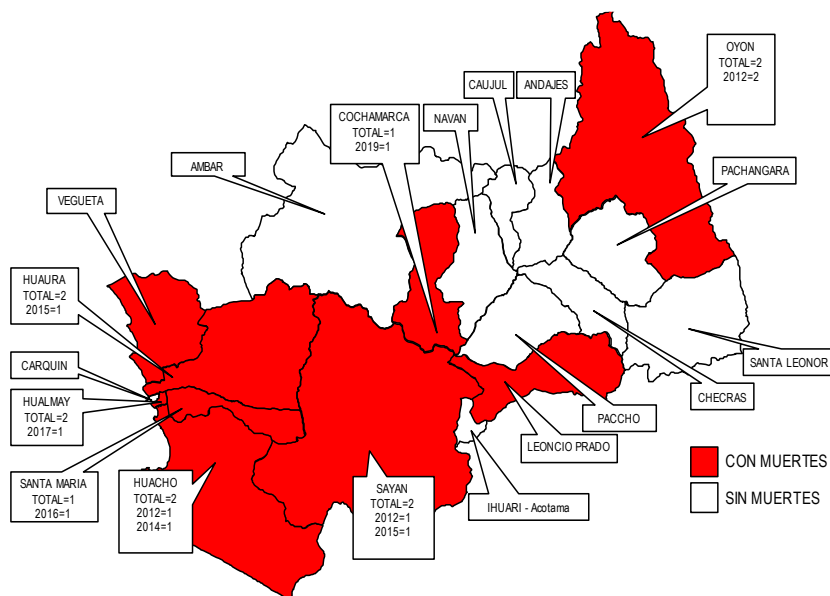 OYON
TOTAL=2
2012=2
CAUJUL
ANDAJES
COCHAMARCA
TOTAL=1
2019=1
NAVAN
AMBAR
PACHANGARA
VEGUETA
HUAURA
TOTAL=2
2015=1
CARQUIN
SANTA LEONOR
HUALMAY
TOTAL=2
2017=1
CHECRAS
PACCHO
LEONCIO PRADO
SANTA MARIA
TOTAL=1
2016=1
HUACHO
TOTAL=2
2012=1
2014=1
SAYAN
TOTAL=2
2012=1
2015=1
IHUARI - Acotama
CON MUERTES
SIN MUERTES